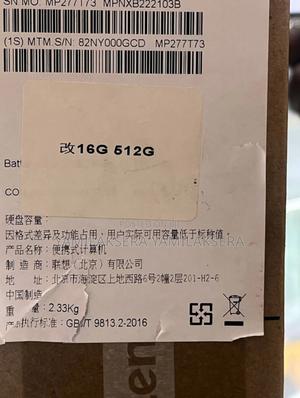 SN MO: MP277173 MPNXB222103B
(1S) MTM.S/N: 82NY000GCD MP277T73
改16G 512G
Batt
CO
硬盘容量:
因格式差异及功能占用，用户实际可用容量低于标称值。
YAMILAKSERA YAMILAKSERA
产品名称: 便携式计算机
制 造 商: 联想（北京）有限公司
地 址: 北京市海淀区上地西路6号2幢2层201-H2-6
中国制造
重 量: 2.33Kg
执行标准: GB/T 9813.2-2016
en